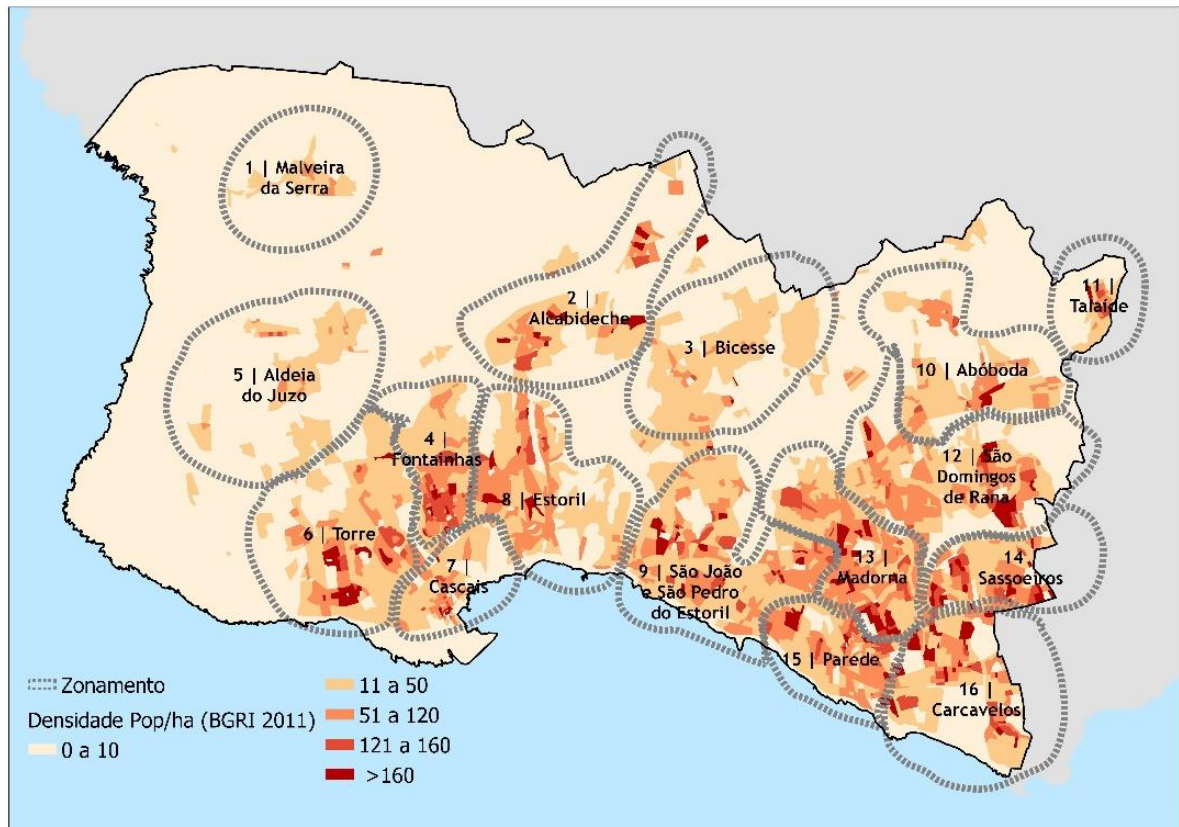 1 | Malveira
da Serra
2 |
Alcabideche
3 | Bicesse
11 |
Talaíde
5 | Aldeia
do Juzo
10 | Abóboda
4 |
Fontaínhas
12 | São
Domingos
de Rana
8 | Estoril
6 | Torre
7 |
Cascais
9 | São João
e São Pedro
do Estoril
13 |
Madorna
14 |
Sassoeiros
15 | Parede
16 |
Carcavelos
Zonamento
Densidade Pop/ha (BGRI 2011)
0 a 10
11 a 50
51 a 120
121 a 160
>160